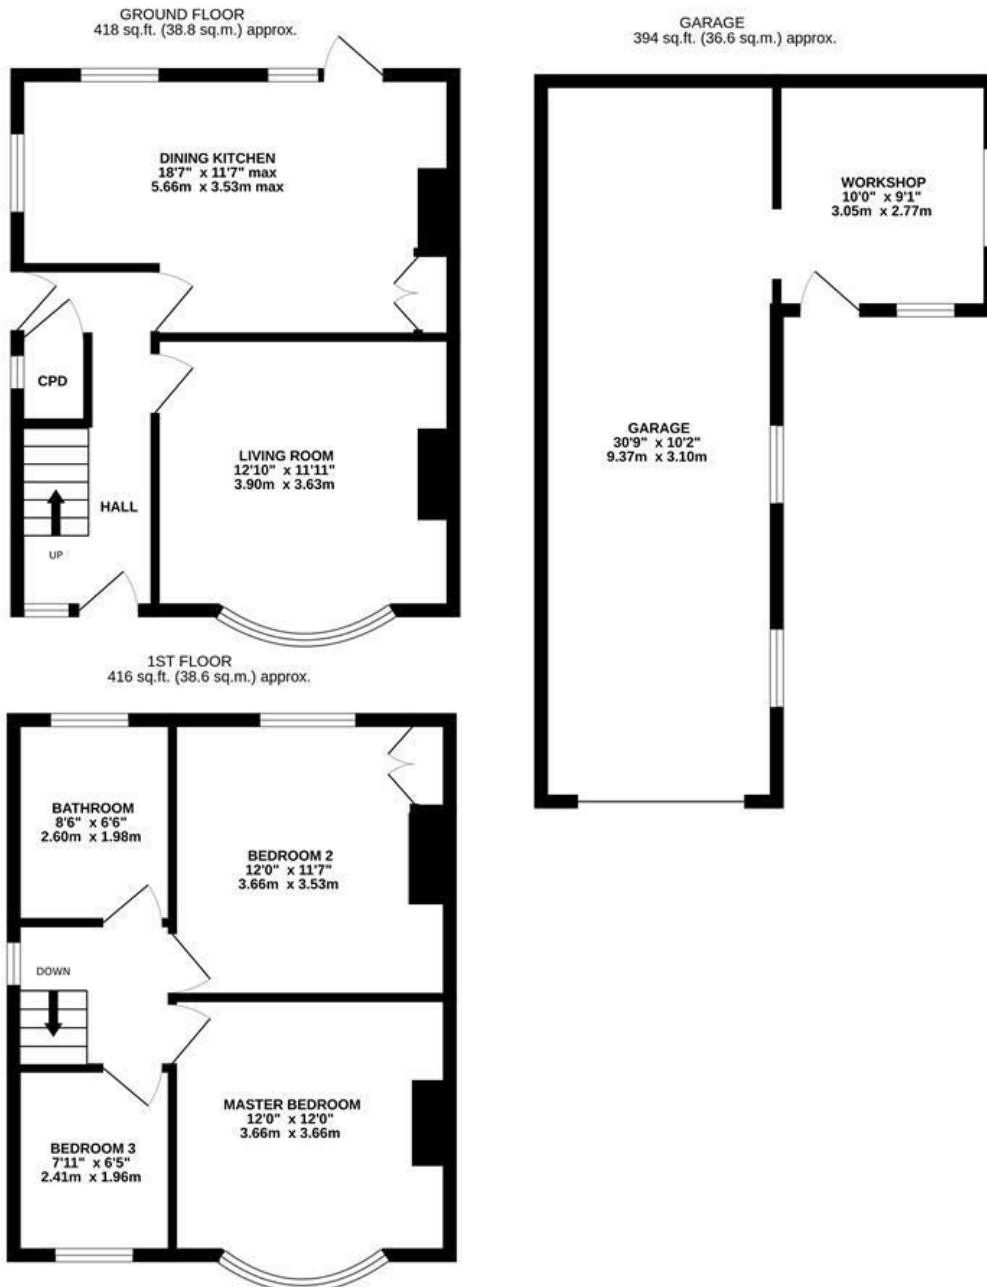 GROUND FLOOR
418 sq.ft. (38.8 sq.m.) approx.
DINING KITCHEN
18'7" x 11'7" max
5.66m x 3.53m max
CPD
LIVING ROOM
12'10" x 11'11"
3.90m x 3.63m
HALL
UP
GARAGE
394 sq.ft. (36.6 sq.m.) approx.
WORKSHOP
10'0" x 9'1"
3.05m x 2.77m
GARAGE
30'9" x 10'2"
9.37m x 3.10m
1ST FLOOR
416 sq.ft. (38.6 sq.m.) approx.
BATHROOM
8'6" x 6'6"
2.60m x 1.98m
BEDROOM 2
12'0" x 11'7"
3.66m x 3.53m
DOWN
MASTER BEDROOM
12'0" x 12'0"
3.66m x 3.66m
BEDROOM 3
7'11" x 6'5"
2.41m x 1.96m